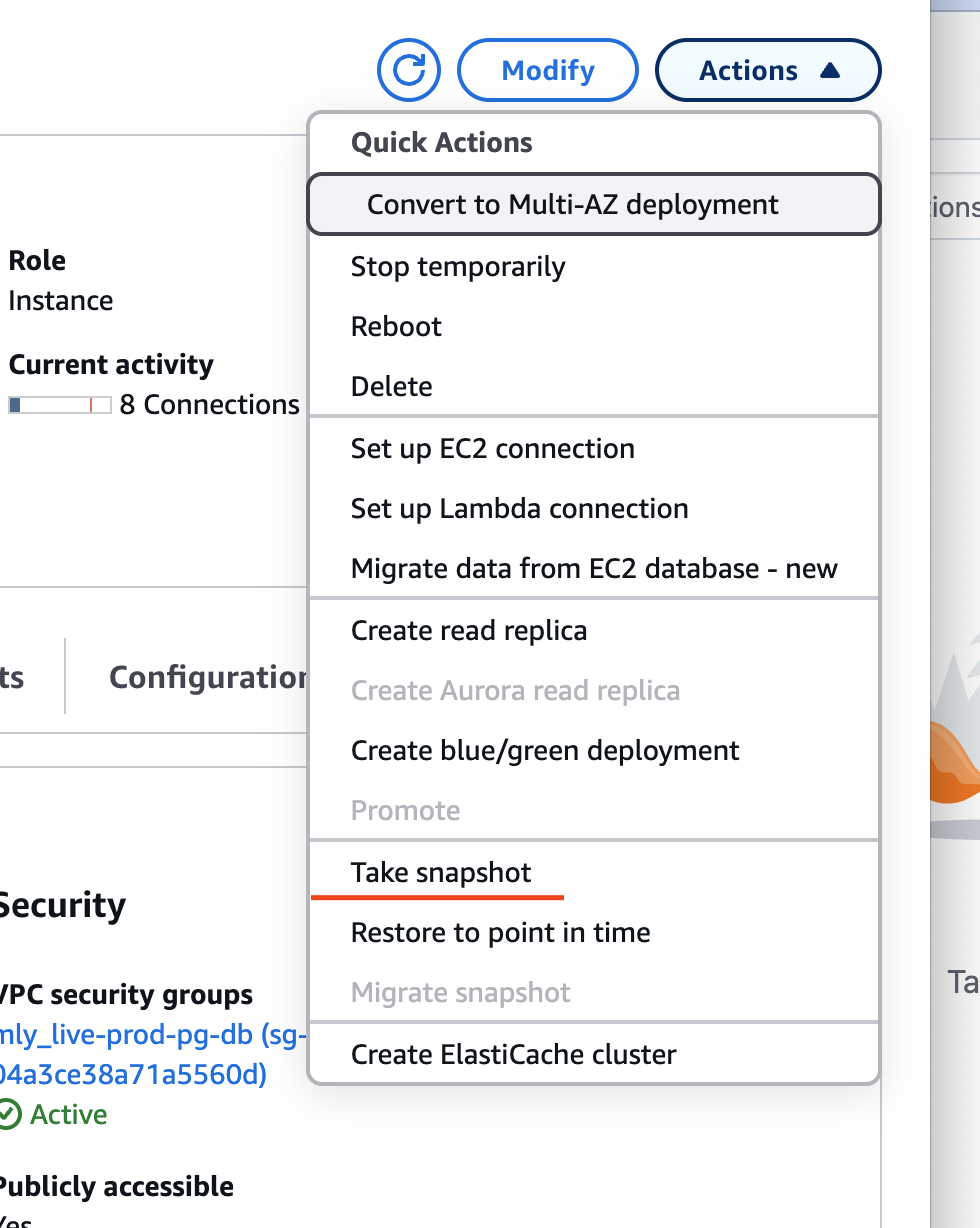 Modify
Actions
Quick Actions
Convert to Multi-AZ deployment
Stop temporarily
Reboot
Delete
Set up EC2 connection
Set up Lambda connection
Migrate data from EC2 database - new
Create read replica
Create Aurora read replica
Create blue/green deployment
Promote
Take snapshot
Restore to point in time
Migrate snapshot
Create ElastiCache cluster
Role
Instance
Current activity
8 Connections
ts
Configuration
Security
VPC security groups
mly_live-prod-pg-db (sg-
04a3ce38a71a5560d)
Active
Publicly accessible
Yes
ions
Ta